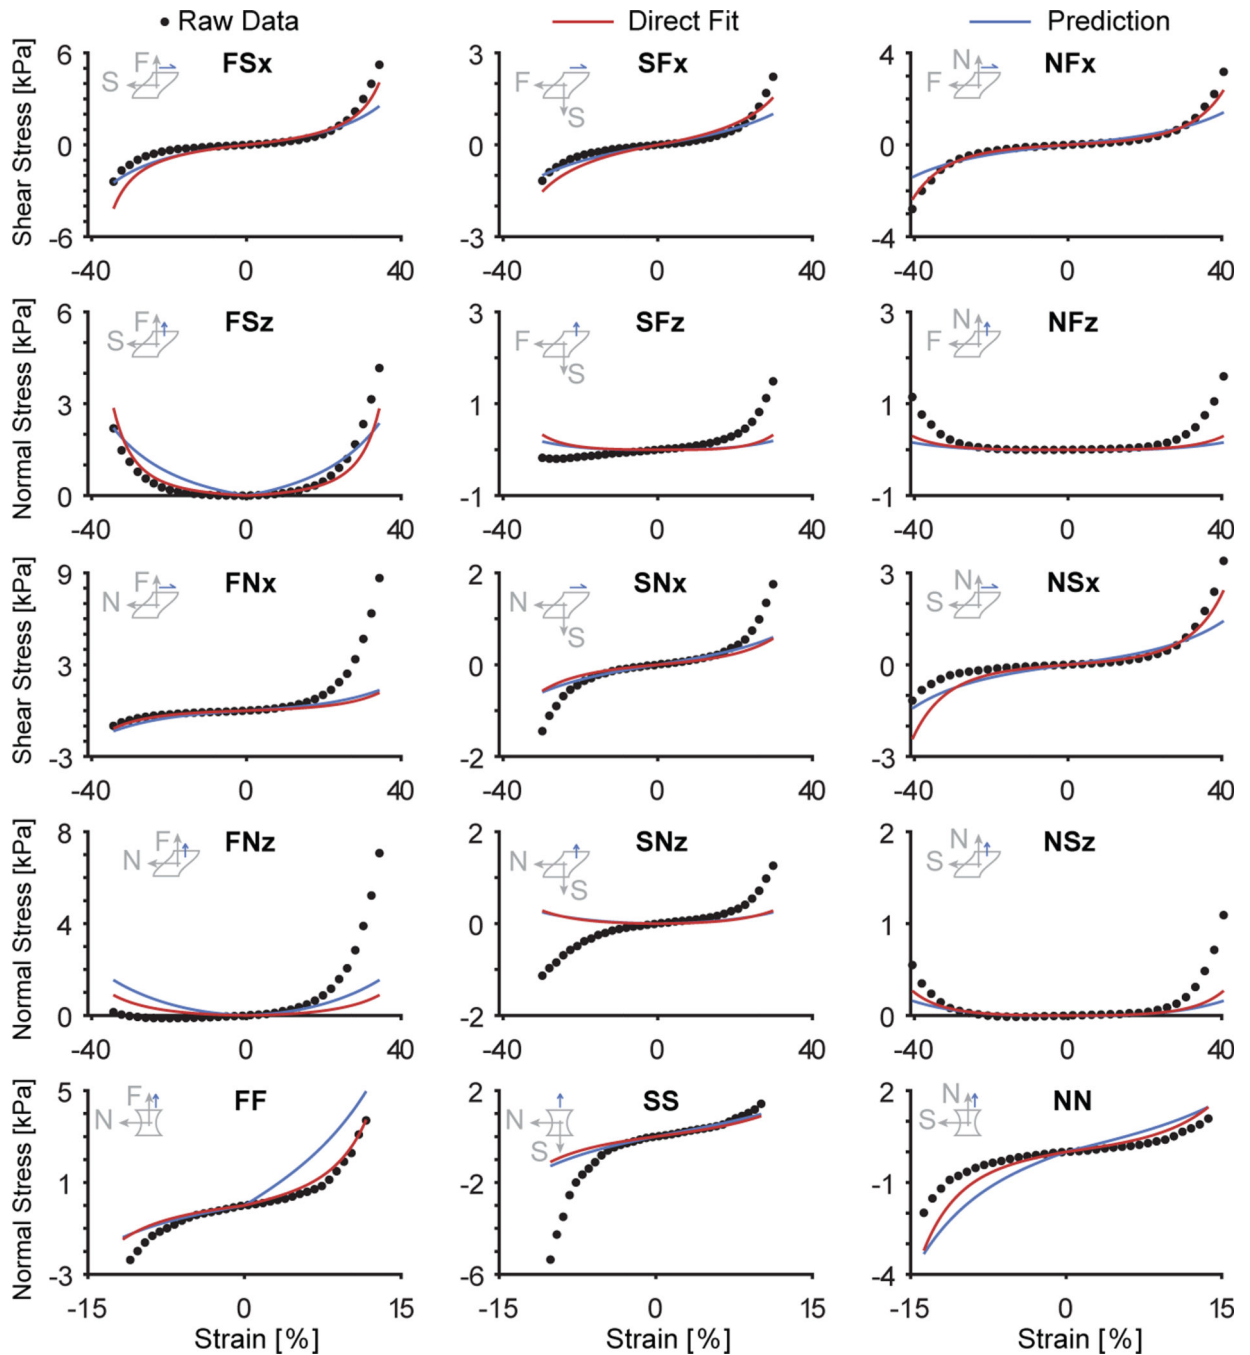 Raw Data Direct Fit Prediction
Shear Stress [kPa] 6 0 -6 -40 0 40 F S FSx
3 0 -3 -40 0 40 F S SFx
4 0 -4 -40 0 40 N F NFx
Normal Stress [kPa] 6 3 0 -40 0 40 F S FSz
3 1 -1 -40 0 40 F S SFz
3 1 -1 -40 0 40 N F NFz
Shear Stress [kPa] 9 3 -3 -40 0 40 F N FNx
2 0 -2 -40 0 40 N S SNx
3 0 -3 -40 0 40 N S NSx
Normal Stress [kPa] 8 4 0 -40 0 40 F N FNz
2 0 -2 -40 0 40 N S SNz
2 1 0 -40 0 40 N S NSz
Normal Stress [kPa] 5 1 -3 -15 0 15 F N FF
2 -2 -6 -15 0 15 N S SS
2 -1 -4 -15 0 15 N S NN
Strain [%] Strain [%] Strain [%]